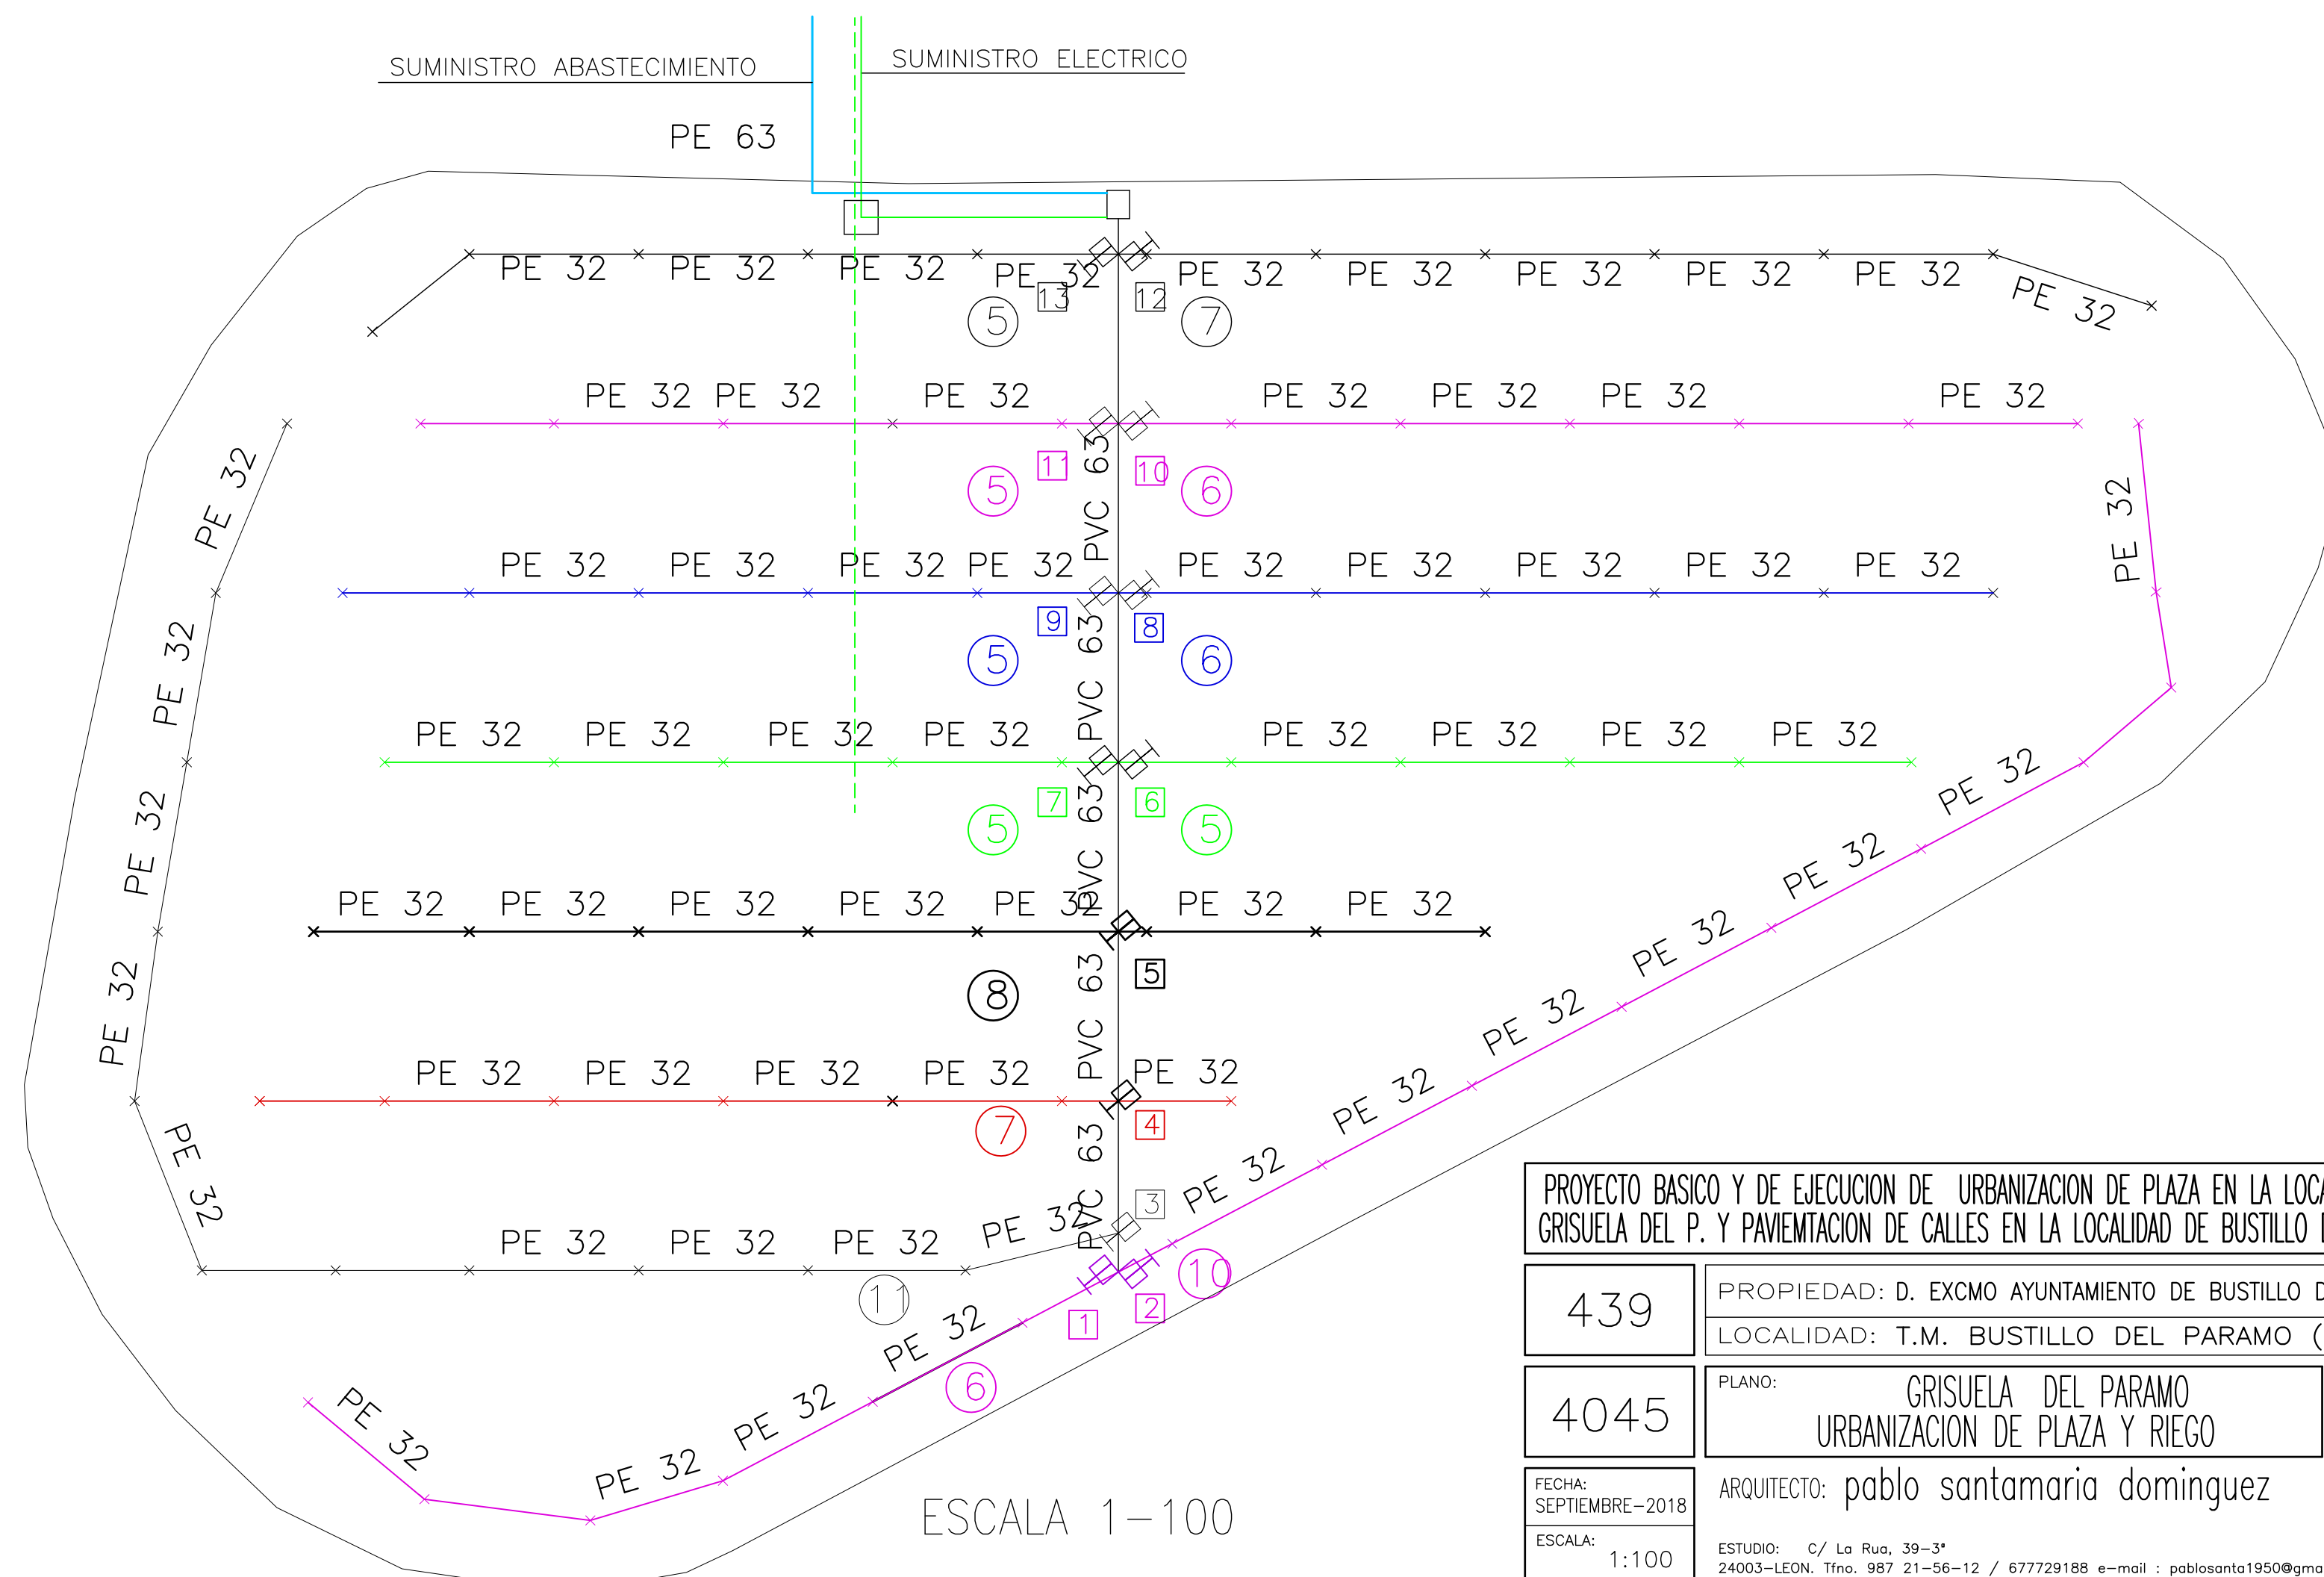 SUMINISTRO ABASTECIMIENTO
SUMINISTRO ELECTRICO
PE 63
PE 32 PE 32 PE 32 PE 32 PE 32 PE 32 PE 32 PE 32 PE 32 PE 32
13 12
5 7
PE 32 PE 32 PE 32 PE 32 PE 32 PE 32 PE 32
11 10
5 6
PVC 63
PE 32
PE 32
PE 32 PE 32 PE 32 PE 32 PE 32 PE 32 PE 32 PE 32 PE 32
9 8
5 6
PVC 63
PE 32
PE 32 PE 32 PE 32 PE 32 PE 32 PE 32 PE 32 PE 32
7 6
5 5
PVC 63
PE 32
PE 32
PE 32 PE 32 PE 32 PE 32 PE 32 PE 32 PE 32
PVC 63
5
8
PE 32
PE 32
PE 32
PE 32
PE 32 PE 32 PE 32 PE 32 PE 32
PVC 63
4
7
PE 32
PE 32
PE 32
PE 32
3
PVC 63
PE 32 PE 32 PE 32 PE 32
11
10
1 2
PE 32
6
PE 32
PE 32
PE 32
ESCALA 1-100
PROYECTO BASICO Y DE EJECUCION DE URBANIZACION DE PLAZA EN LA
GRISUELA DEL P. Y PAVIEMTACION DE CALLES EN LA LOCALIDAD DE BUSTILLO
439
PROPIEDAD: D. EXCMO AYUNTAMIENTO DE BUSTILLO
LOCALIDAD: T.M. BUSTILLO DEL PARAMO (
4045
PLANO:
GRISUELA DEL PARAMO
URBANIZACION DE PLAZA Y RIEGO
FECHA:
SEPTIEMBRE-2018
ARQUITECTO: pablo santamaria dominguez
ESCALA:
1:100
ESTUDIO: C/ La Rua, 39-3ª
24003-LEON. Tfno. 987 21-56-12 / 677729188 e-mail : pablosanta1950@gma